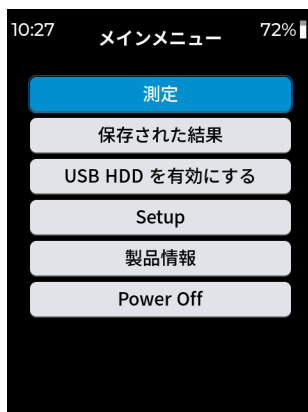 10:27 メインメニュー 72%
測定
保存された結果
USB HDD を有効にする
Setup
製品情報
Power Off